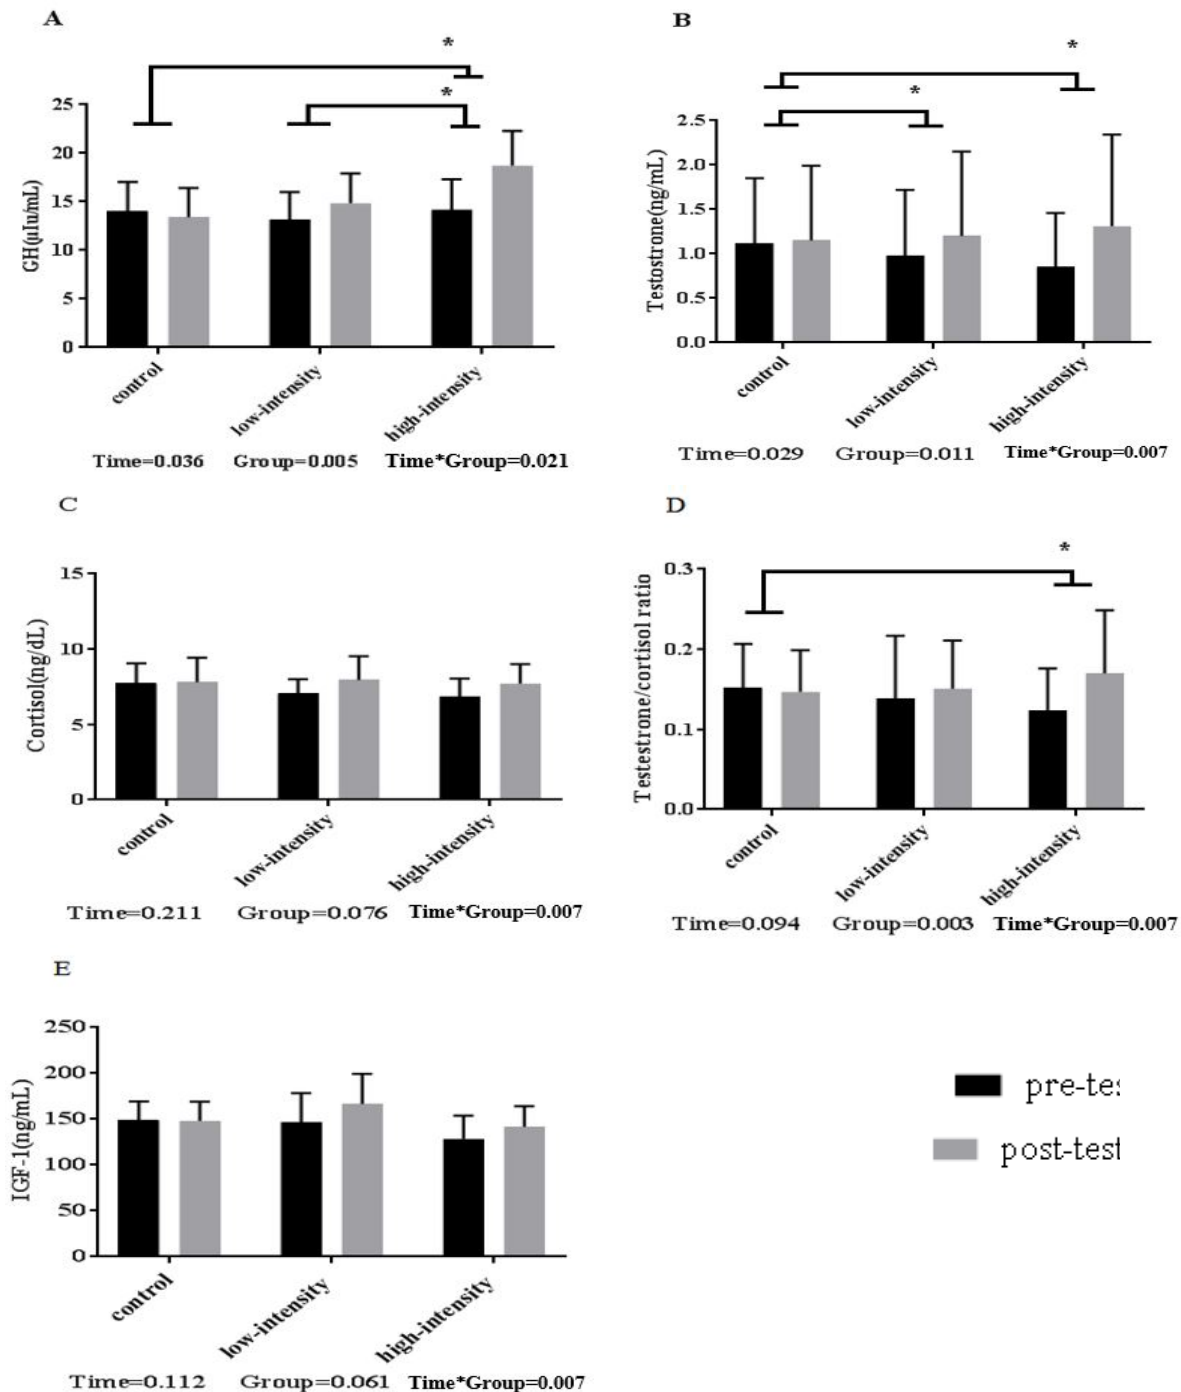 A
*
*
25
20
15
10
5
0
GH(µIu/mL)
control
low-intensity
high-intensity
Time=0.036 Group=0.005 Time*Group=0.021
B
*
*
2.5
2.0
1.5
1.0
0.5
0.0
Testostrone(ng/mL)
control
low-intensity
high-intensity
Time=0.029 Group=0.011 Time*Group=0.007
C
15
10
5
0
Cortisol(ng/dL)
control
low-intensity
high-intensity
Time=0.211 Group=0.076 Time*Group=0.007
D
*
0.3
0.2
0.1
0.0
Testestrone/cortisol ratio
control
low-intensity
high-intensity
Time=0.094 Group=0.003 Time*Group=0.007
E
250
200
150
100
50
0
IGF-1(ng/mL)
control
low-intensity
high-intensity
Time=0.112 Group=0.061 Time*Group=0.007
pre-te
post-test